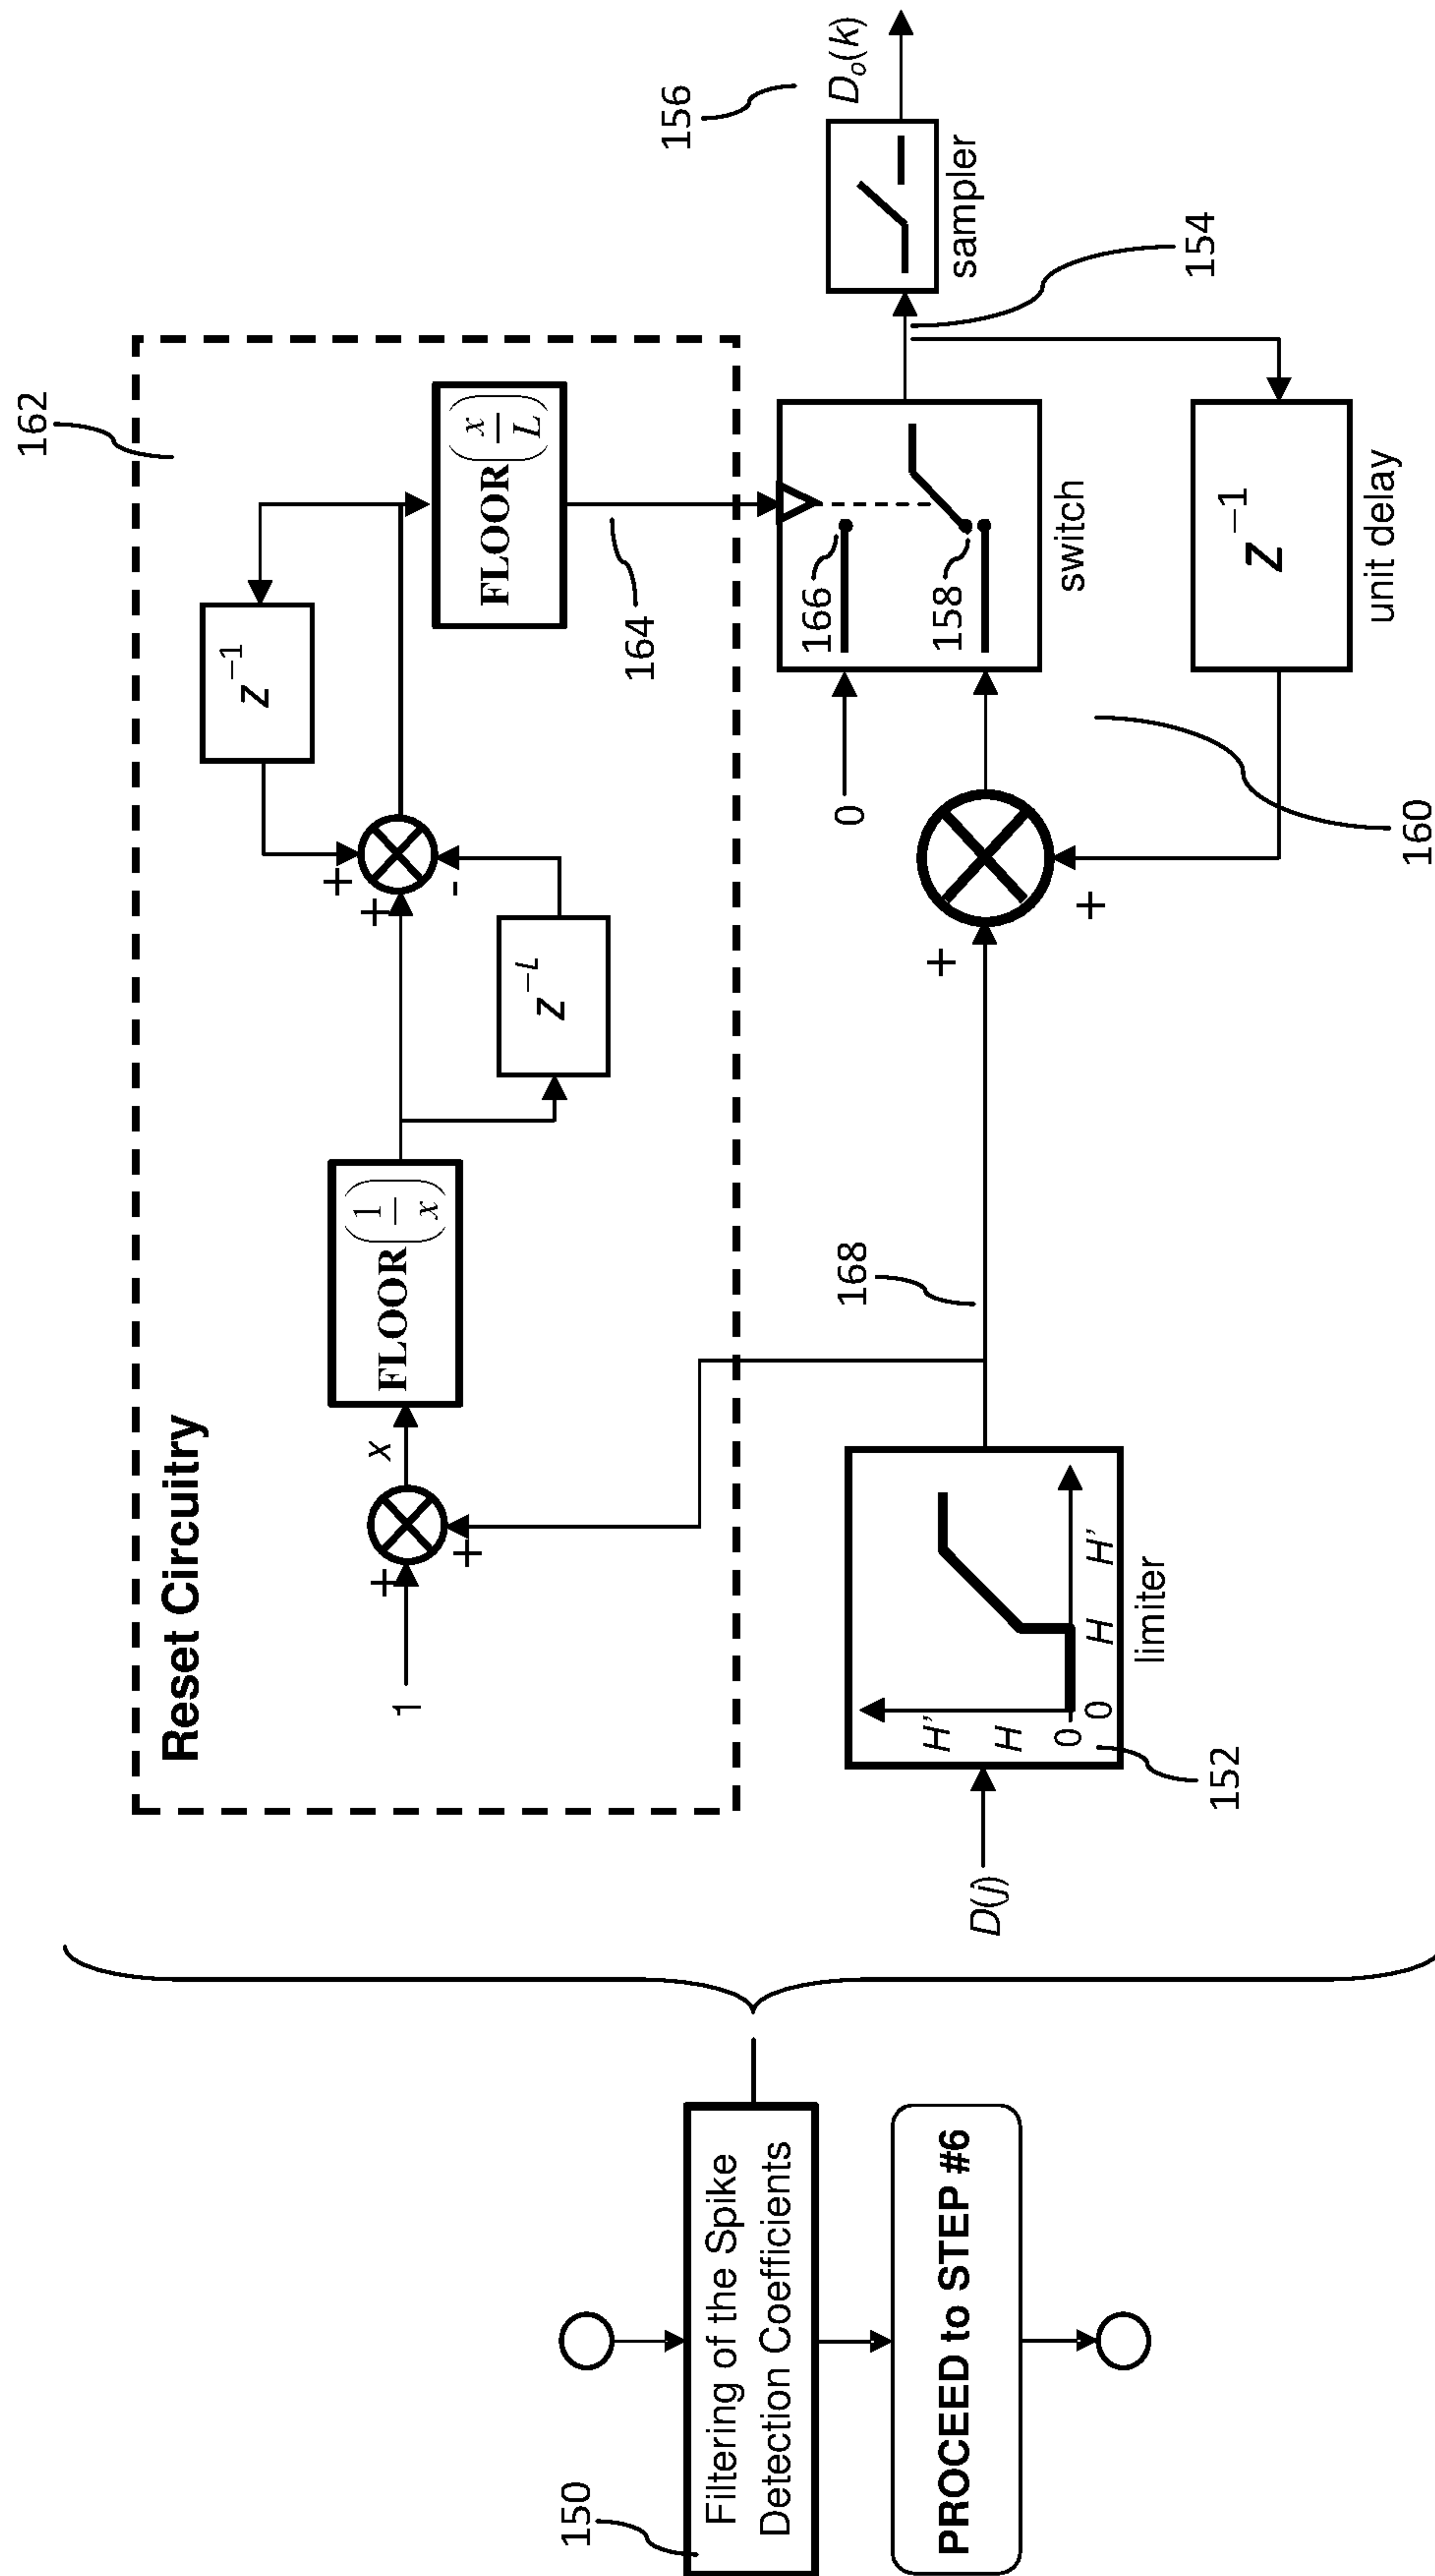 150
Filtering of the Spike
Detection Coefficients
PROCEED to STEP #6
Reset Circuitry
162
1
+
+
x
FLOOR(1/x)
z⁻ᴸ
+
+
-
z⁻¹
FLOOR(x/L)
164
D(j)
H'
H
0
0
H
H'
limiter
152
168
+
+
0
166
158
switch
160
z⁻¹
unit delay
154
sampler
156
Dₒ(k)